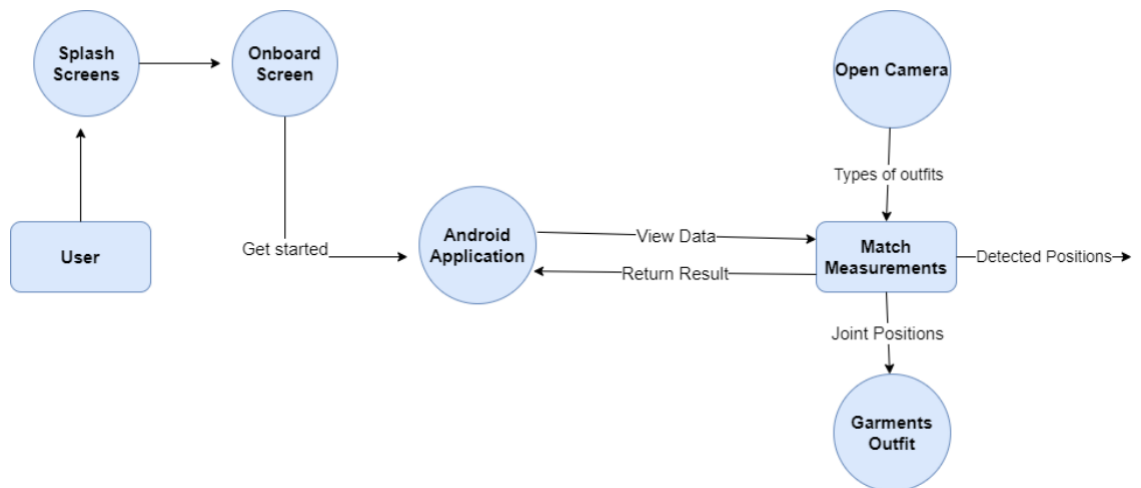 Splash
Screens
Onboard
Screen
Open Camera
Types of outfits
User
Get started
Android
Application
View Data
Return Result
Match
Measurements
Detected Positions
Joint Positions
Garments
Outfit